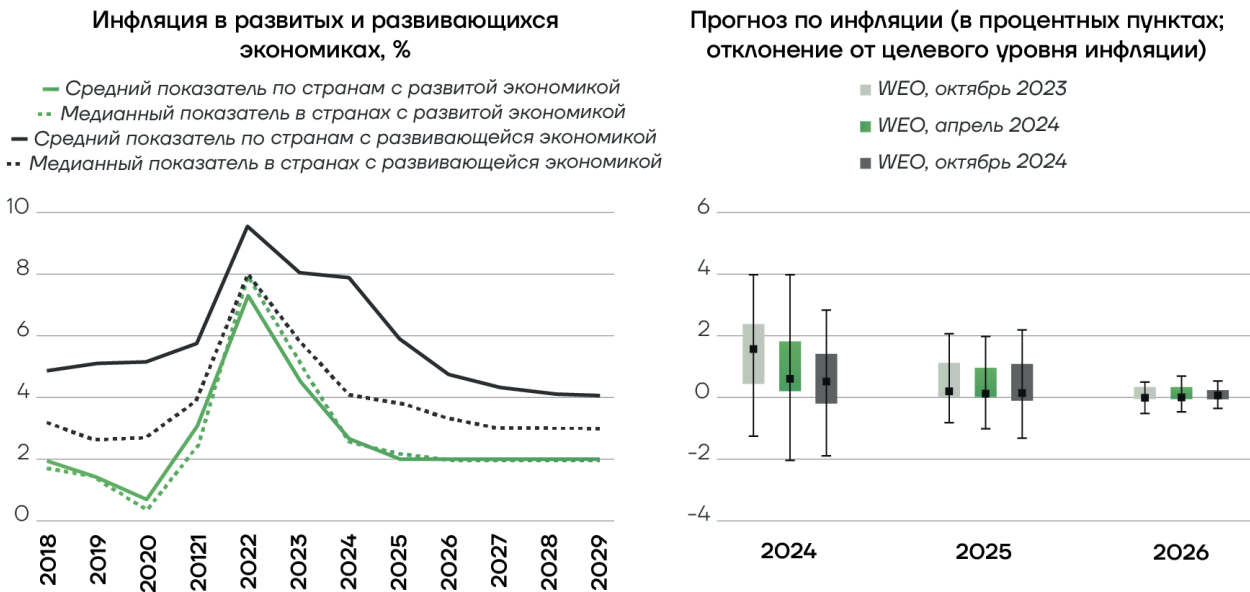 Инфляция в развитых и развивающихся
экономиках, %
Средний показатель по странам с развитой экономикой
Медианный показатель в странах с развитой экономикой
Средний показатель по странам с развивающейся экономикой
Медианный показатель в странах с развивающейся экономикой
10
8
6
4
2
0
2018
2019
2020
20121
2022
2023
2024
2025
2026
2027
2028
2029
Прогноз по инфляции (в процентных пунктах;
отклонение от целевого уровня инфляции)
WEO, октябрь 2023
WEO, апрель 2024
WEO, октябрь 2024
6
4
2
0
-2
-4
2024
2025
2026